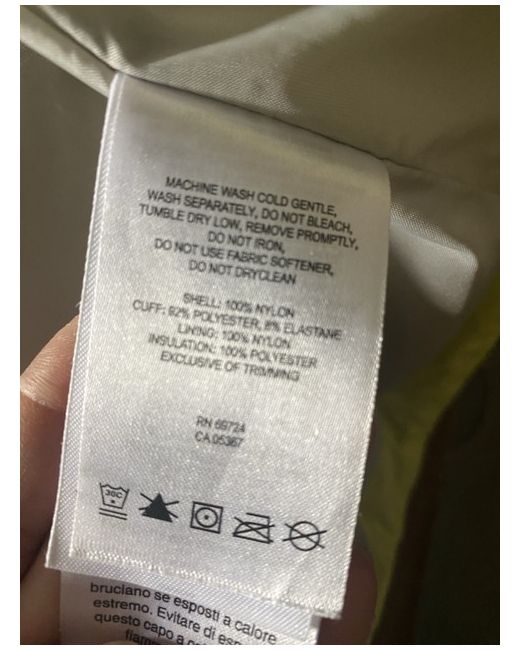 MACHINE WASH COLD GENTLE,
WASH SEPARATELY, DO NOT BLEACH,
TUMBLE DRY LOW, REMOVE PROMPTLY,
DO NOT IRON,
DO NOT USE FABRIC SOFTENER,
DO NOT DRYCLEAN
SHELL: 100% NYLON
CUFF: 92% POLYESTER, 8% ELASTANE
LINING: 100% NYLON
INSULATION: 100% POLYESTER
EXCLUSIVE OF TRIMMING
RN 69724
CA 05367
30C
bruciano se esposti a calore
estremo. Evitare di
questo capo a